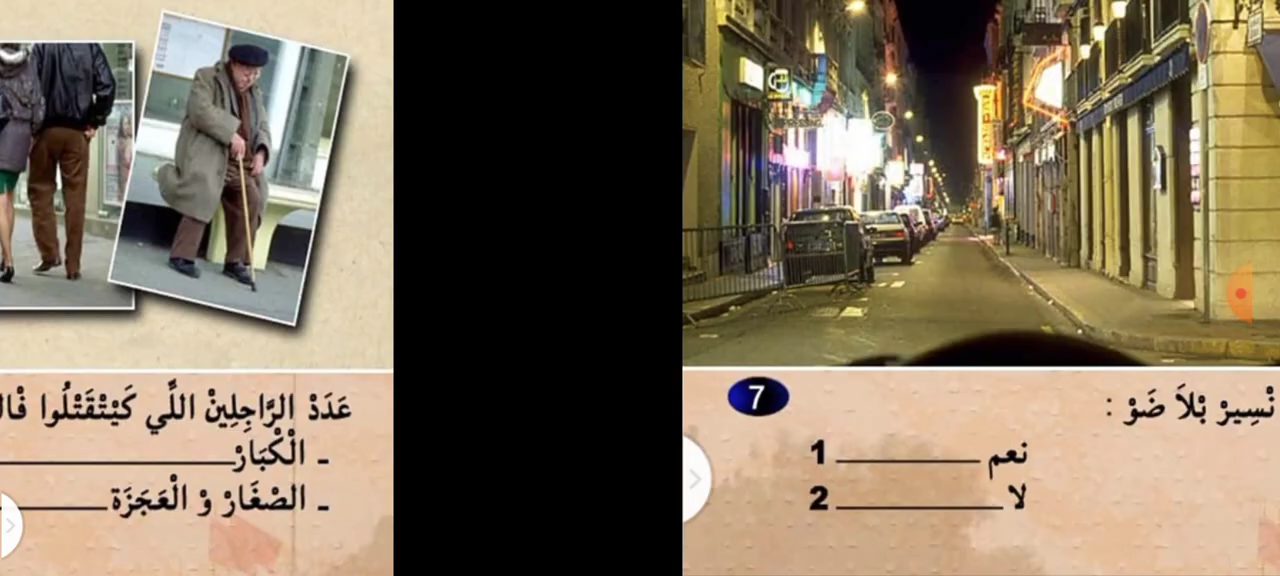 عَدَدْ الرَّاجِلِينْ اللِّي كَيْتْقَتْلُوا
ـ الْكْبَارْ
ـ الصْغَارْ وْ الْعَجَزَة
7
نْسِيرْ بْلاَ ضَوْ :
نعم 1
لا 2